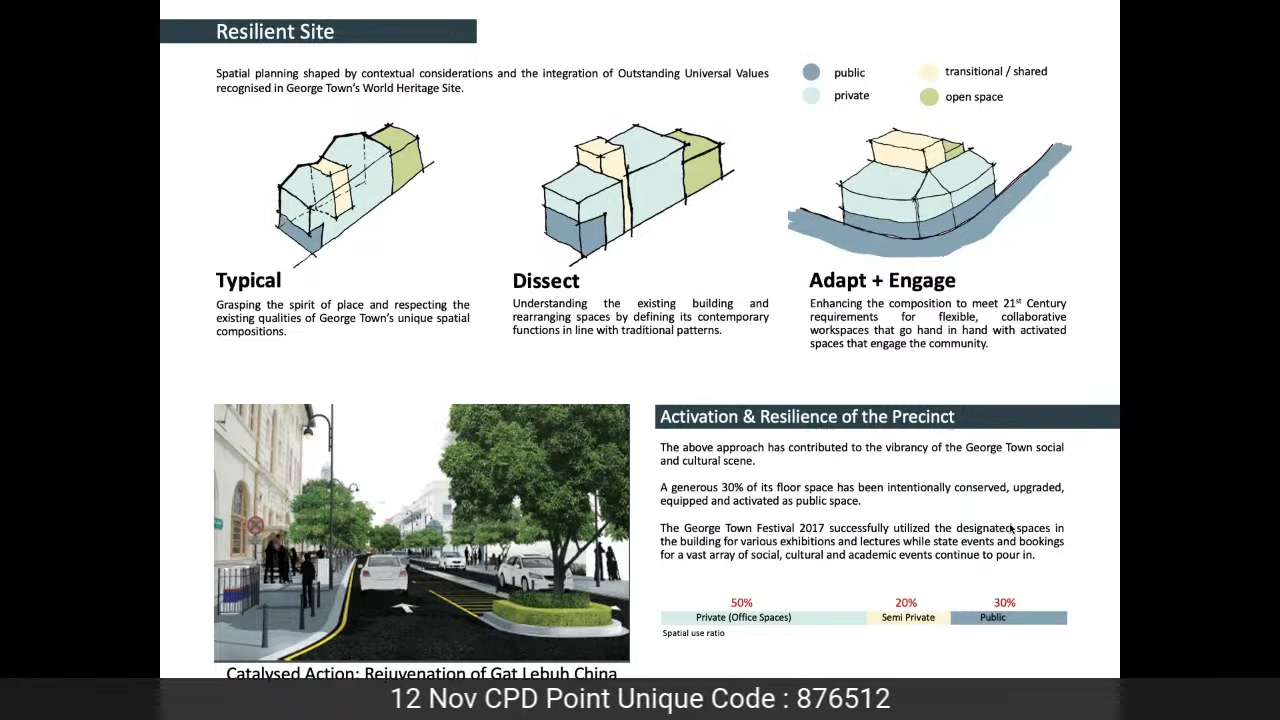 Resilient Site
Spatial planning shaped by contextual considerations and the integration of Outstanding Universal Values
recognised in George Town's World Heritage Site.
public
transitional / shared
private
open space
Typical
Grasping the spirit of place and respecting the
existing qualities of George Town's unique spatial
compositions.
Dissect
Understanding the existing building and
rearranging spaces by defining its contemporary
functions in line with traditional patterns.
Adapt + Engage
Enhancing the composition to meet 21st Century
requirements for flexible, collaborative
workspaces that go hand in hand with activated
spaces that engage the community.
Catalysed Action: Rejuvenation of Gat Lebuh China
Activation & Resilience of the Precinct
The above approach has contributed to the vibrancy of the George Town social
and cultural scene.
A generous 30% of its floor space has been intentionally conserved, upgraded,
equipped and activated as public space.
The George Town Festival 2017 successfully utilized the designated spaces in
the building for various exhibitions and lectures while state events and bookings
for a vast array of social, cultural and academic events continue to pour in.
50% 20% 30%
Private (Office Spaces) Semi Private Public
Spatial use ratio
12 Nov CPD Point Unique Code : 876512